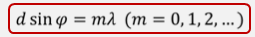 d sin φ = mλ (m = 0, 1, 2, ... )